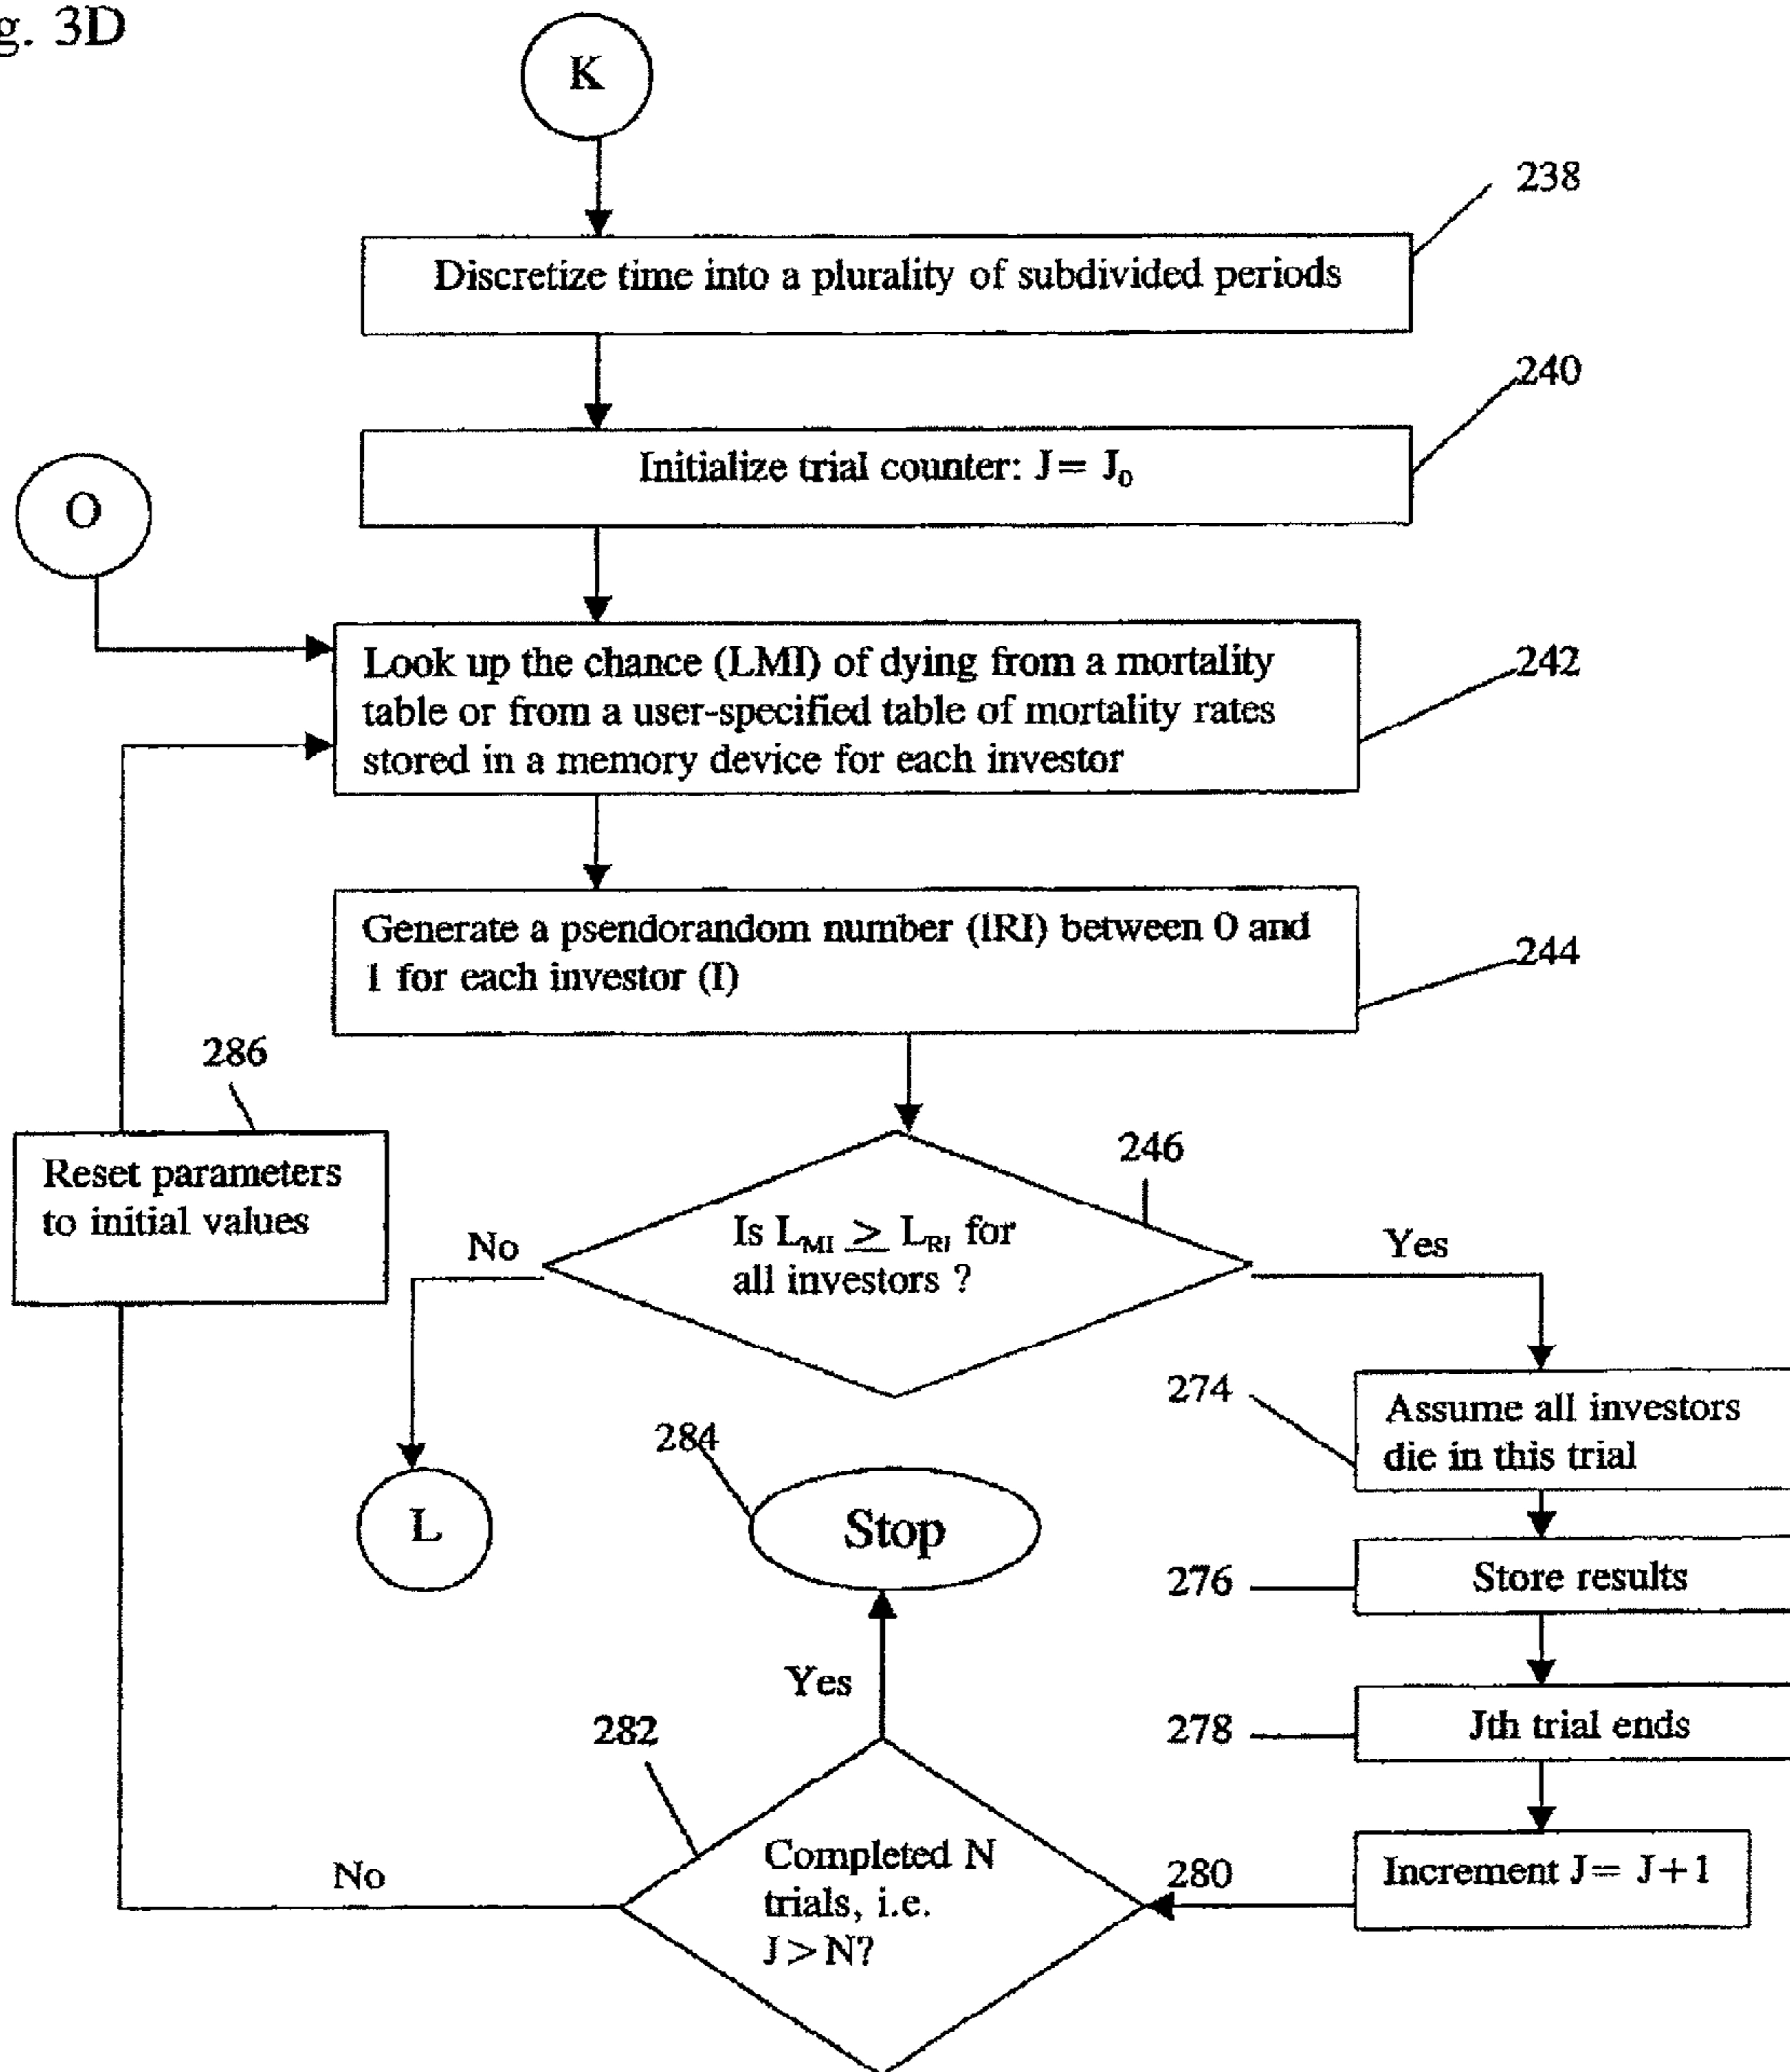 g. 3D
K
238
Discretize time into a plurality of subdivided periods
240
Initialize trial counter: J= J₀
O
Look up the chance (LMI) of dying from a mortality
table or from a user-specified table of mortality rates
stored in a memory device for each investor
242
Generate a psendorandom number (lRI) between 0 and
1 for each investor (I)
244
286
Reset parameters
to initial values
246
Is L_MI ≥ L_RI for
all investors ?
No
Yes
274
Assume all investors
die in this trial
284
Stop
L
276
Store results
Yes
278
Jth trial ends
282
Completed N
trials, i.e.
J>N?
No
280
Increment J= J+1